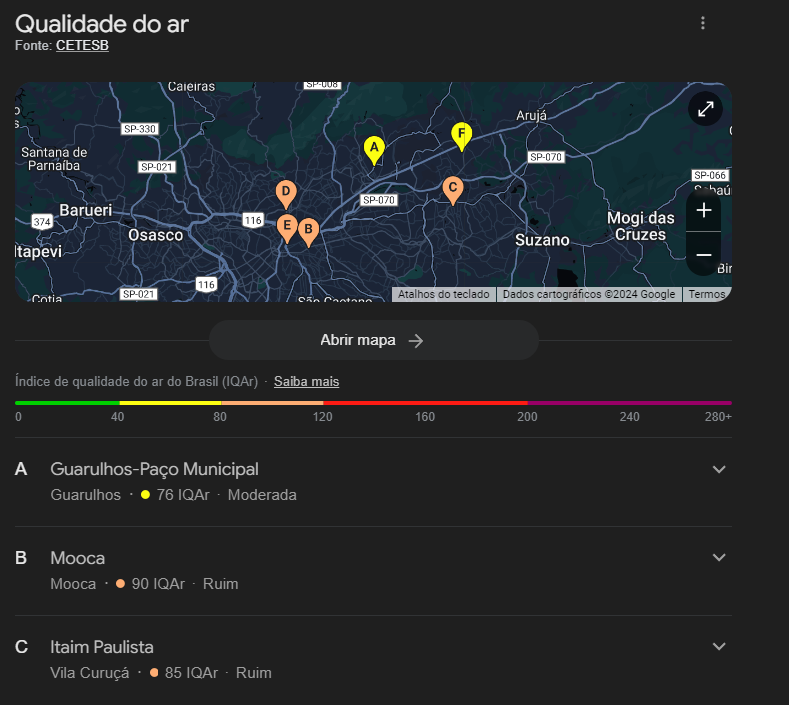 Qualidade do ar
Fonte: CETESB
Caieiras
SP-008
SP-330
Arujá
Santana de
Parnaíba
SP-021
SP-070
SP-066
A
F
D
C
E
B
SP-070
374
Barueri
116
Osasco
Mogi das
Cruzes
Suzano
Itapevi
+
−
116
Cotia
SP-021
São Caetano
Atalhos do teclado
Dados cartográficos ©2024 Google
Termos
Abrir mapa →
Índice de qualidade do ar do Brasil (IQAr) · Saiba mais
0 40 80 120 160 200 240 280+
A Guarulhos-Paço Municipal
Guarulhos · 76 IQAr · Moderada
B Mooca
Mooca · 90 IQAr · Ruim
C Itaim Paulista
Vila Curuçá · 85 IQAr · Ruim